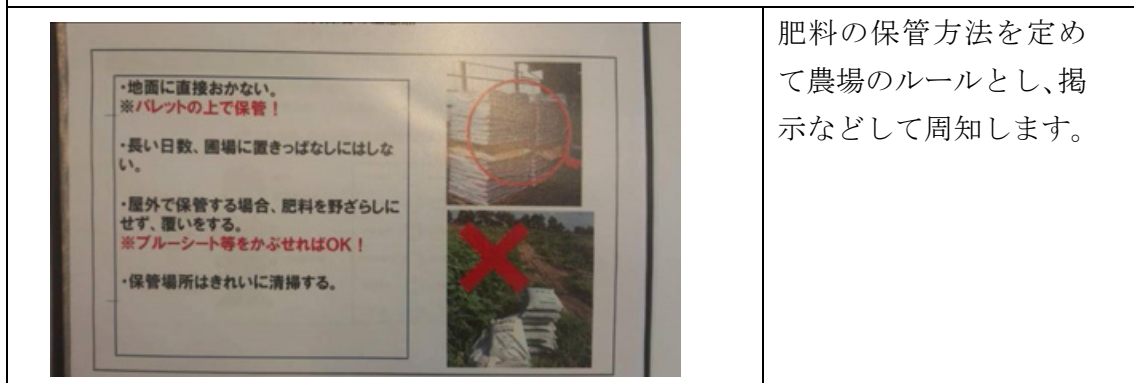 ・地面に直接おかない。
※パレットの上で保管！
・長い日数、圃場に置きっぱなしにはしな
い。
・屋外で保管する場合、肥料を野ざらしに
せず、覆いをする。
※ブルーシート等をかぶせればOK！
・保管場所はきれいに清掃する。
肥料の保管方法を定め
て農場のルールとし、掲
示などして周知します。